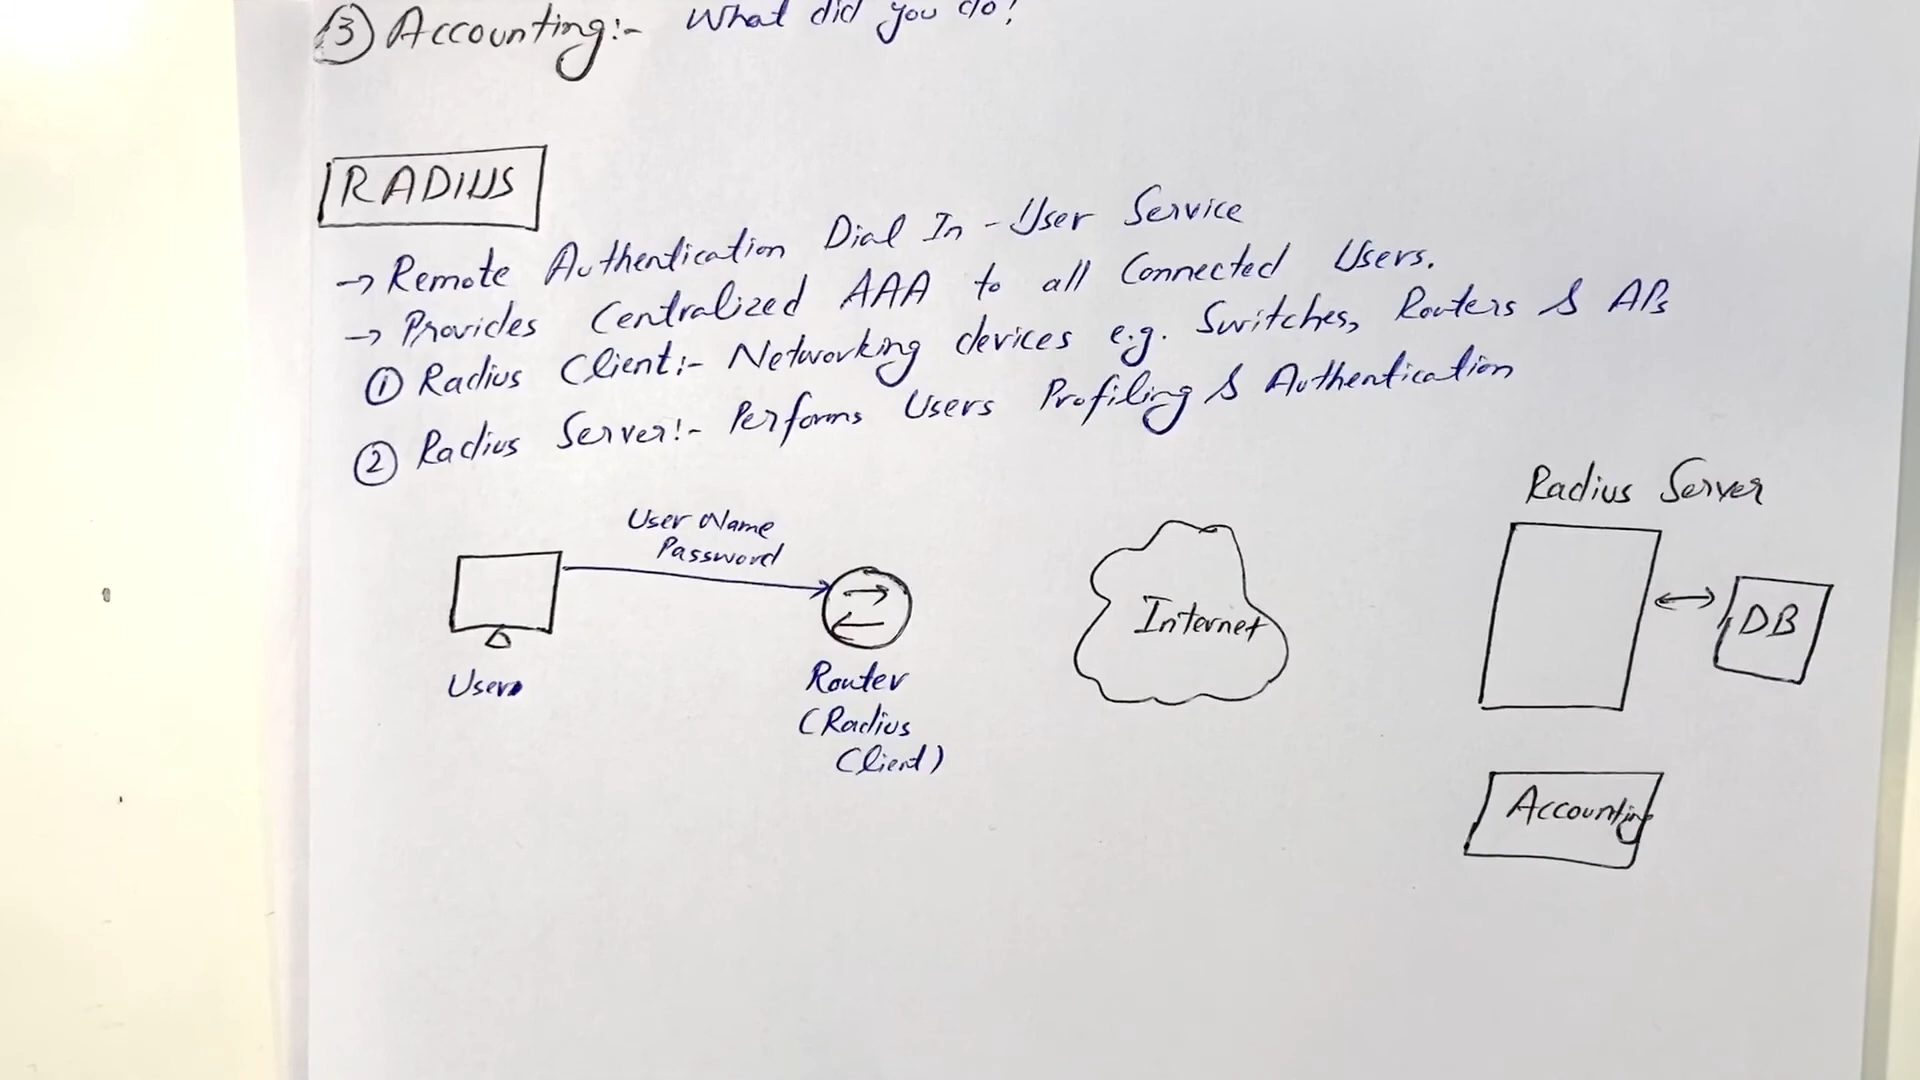 ③ Accounting:- What did you do?
RADIUS
→ Remote Authentication Dial In - User Service
→ Provides Centralized AAA to all Connected Users.
① Radius Client:- Networking devices e.g. Switches, Routers & APs
② Radius Server:- Performs Users Profiling & Authentication
User Name
Password
User
Router
(Radius
Client)
Internet
Radius Server
DB
Accounting